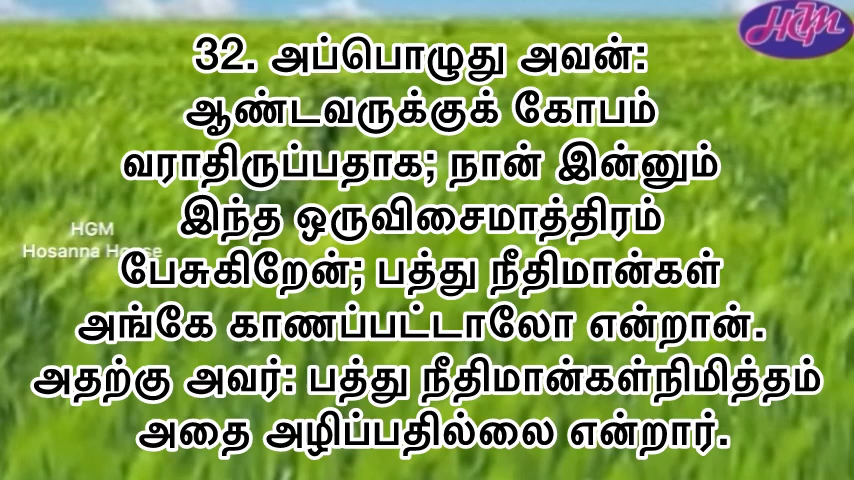 HGM
32. அப்பொழுது அவன்:
ஆண்டவருக்குக் கோபம்
வராதிருப்பதாக; நான் இன்னும்
இந்த ஒருவிசைமாத்திரம்
HGM
Hosanna House
பேசுகிறேன்; பத்து நீதிமான்கள்
அங்கே காணப்பட்டாலோ என்றான்.
அதற்கு அவர்: பத்து நீதிமான்கள்நிமித்தம்
அதை அழிப்பதில்லை என்றார்.